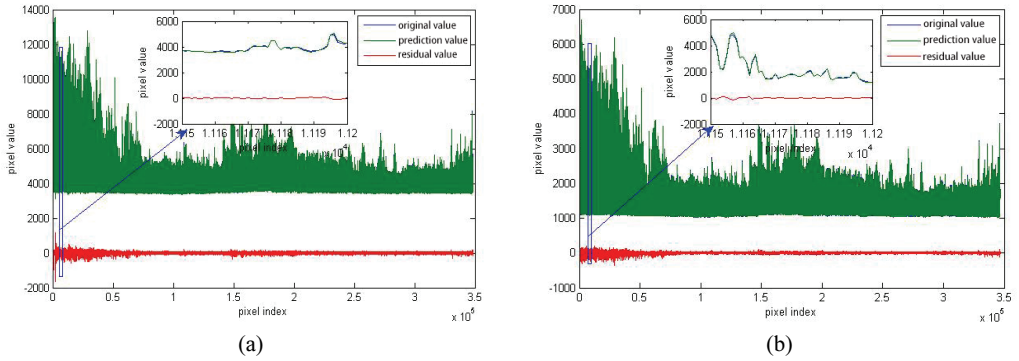 14000
12000
10000
8000
6000
4000
2000
0
-2000
pixel value
0
0.5
1
1.5
2
2.5
3
3.5
pixel index
x 10^5
original value
prediction value
residual value
6000
4000
2000
0
-2000
pixel value
1.116
1.117
1.118
1.119
1.12
pixel index
x 10^4
(a)
7000
6000
5000
4000
3000
2000
1000
0
-1000
pixel value
0
0.5
1
1.5
2
2.5
3
3.5
pixel index
x 10^5
original value
prediction value
residual value
6000
4000
2000
0
-2000
pixel value
1.116
1.117
1.118
1.119
1.12
pixel index
x 10^4
(b)